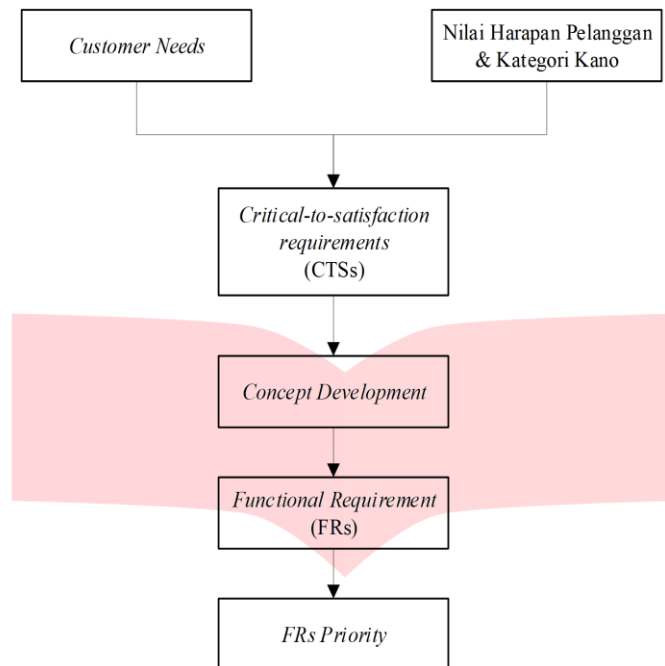 Customer Needs
Nilai Harapan Pelanggan
& Kategori Kano
Critical-to-satisfaction
requirements
(CTSs)
Concept Development
Functional Requirement
(FRs)
FRs Priority